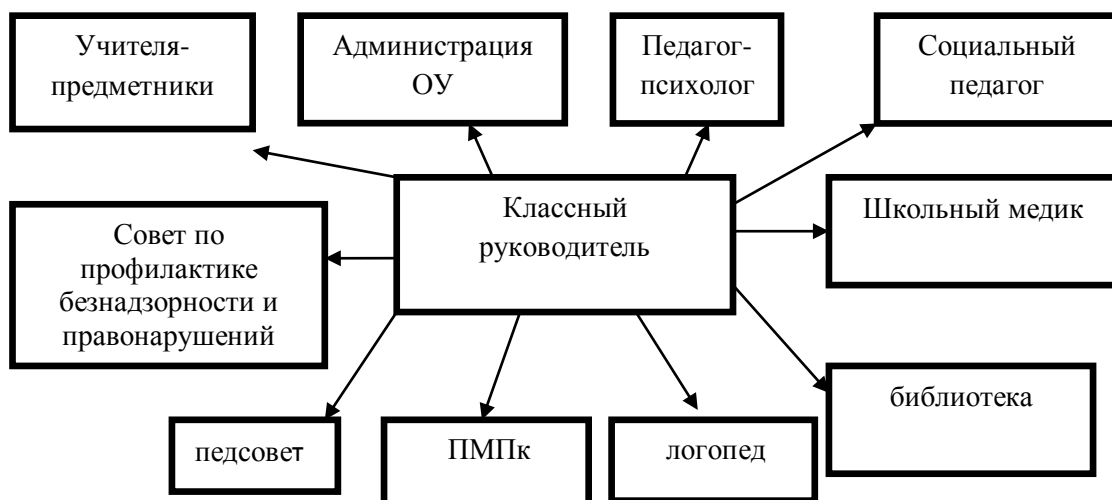 Учителя-
предметники
Администрация
ОУ
Педагог-
психолог
Социальный
педагог
Классный
руководитель
Школьный медик
Совет по
профилактике
безнадзорности и
правонарушений
библиотека
педсовет
ПМПк
логопед